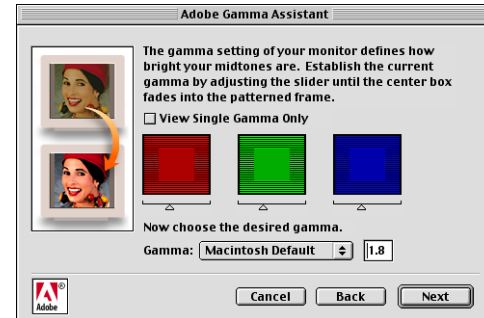 Adobe Gamma Assistant
The gamma setting of your monitor defines how
bright your midtones are. Establish the current
gamma by adjusting the slider until the center box
fades into the patterned frame.
View Single Gamma Only
Now choose the desired gamma.
Gamma: Macintosh Default 1.8
Adobe
Cancel Back Next